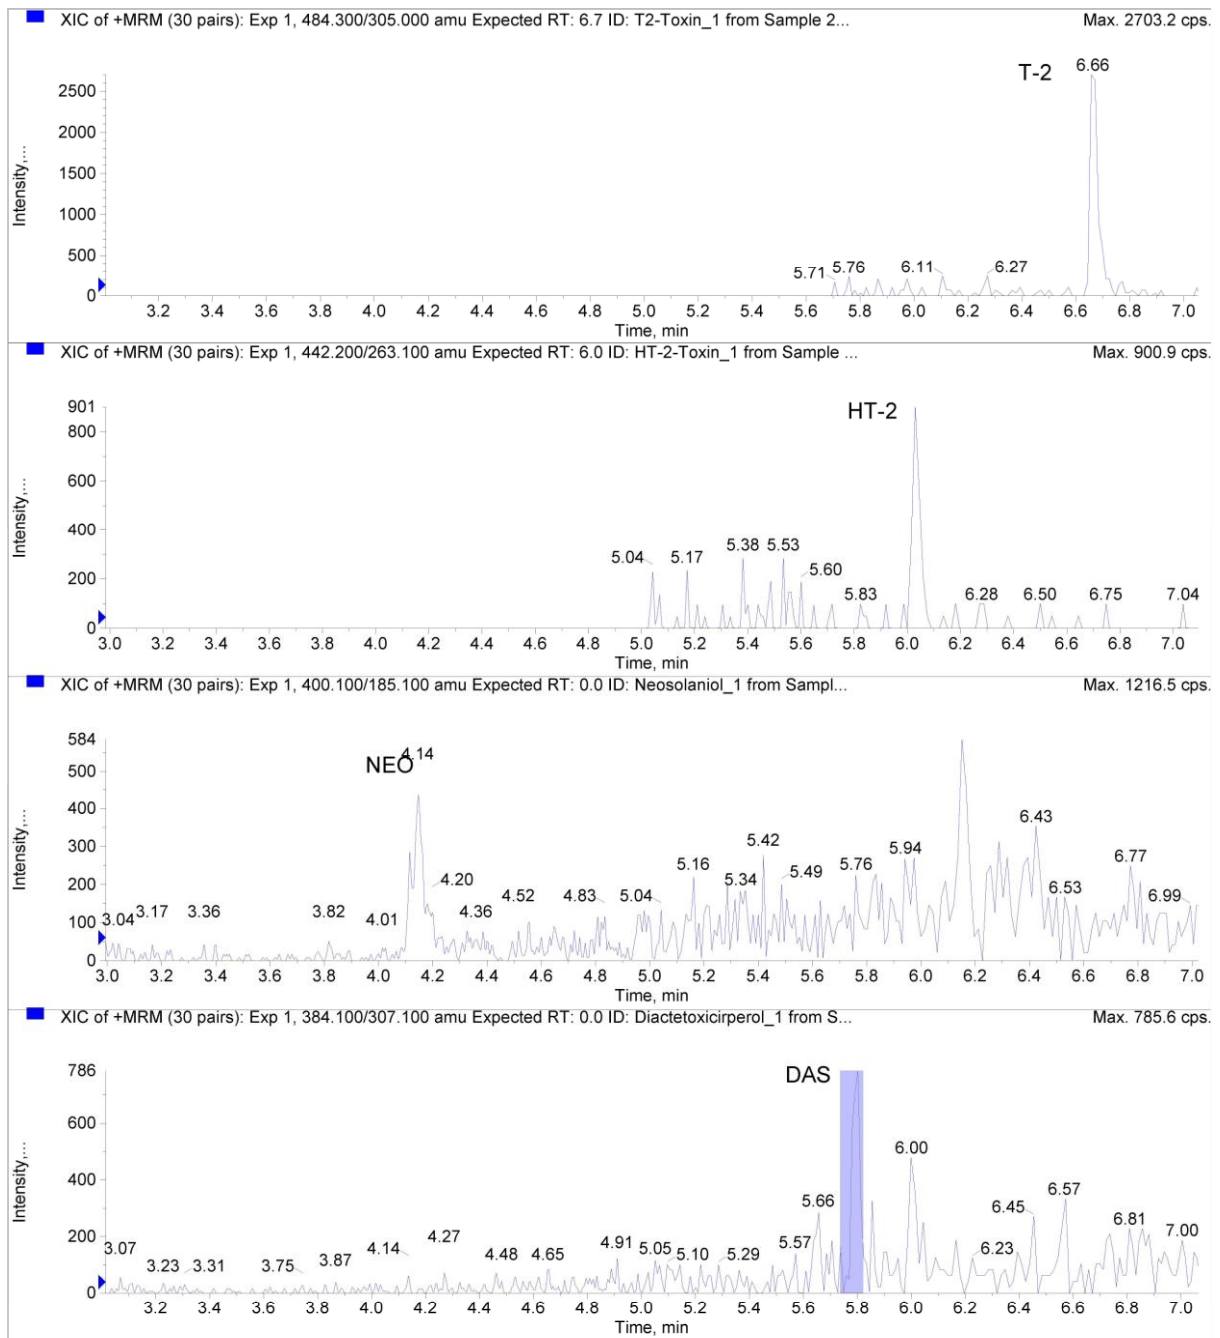 XIC of +MRM (30 pairs): Exp 1, 484.300/305.000 amu Expected RT: 6.7 ID: T2-Toxin_1 from Sample 2... Max. 2703.2 cps.
T-2 6.66
2500
2000
1500
1000
500
0
Intensity,...
5.71 5.76 6.11 6.27
3.2 3.4 3.6 3.8 4.0 4.2 4.4 4.6 4.8 5.0 5.2 5.4 5.6 5.8 6.0 6.2 6.4 6.6 6.8 7.0
Time, min
XIC of +MRM (30 pairs): Exp 1, 442.200/263.100 amu Expected RT: 6.0 ID: HT-2-Toxin_1 from Sample ... Max. 900.9 cps.
901
800
600
400
200
0
Intensity,...
HT-2
5.04 5.17 5.38 5.53 5.60 5.83 6.28 6.50 6.75 7.04
3.0 3.2 3.4 3.6 3.8 4.0 4.2 4.4 4.6 4.8 5.0 5.2 5.4 5.6 5.8 6.0 6.2 6.4 6.6 6.8 7.0
Time, min
XIC of +MRM (30 pairs): Exp 1, 400.100/185.100 amu Expected RT: 0.0 ID: Neosolaniol_1 from Sampl... Max. 1216.5 cps.
584
500
400
300
200
100
0
Intensity,...
NEO 4.14
3.04 3.17 3.36 3.82 4.01 4.20 4.36 4.52 4.83 5.04 5.16 5.34 5.42 5.49 5.76 5.94 6.43 6.53 6.77 6.99
3.0 3.2 3.4 3.6 3.8 4.0 4.2 4.4 4.6 4.8 5.0 5.2 5.4 5.6 5.8 6.0 6.2 6.4 6.6 6.8 7.0
Time, min
XIC of +MRM (30 pairs): Exp 1, 384.100/307.100 amu Expected RT: 0.0 ID: Diactetoxicirperol_1 from S... Max. 785.6 cps.
786
600
400
200
0
Intensity,...
DAS
3.07 3.23 3.31 3.75 3.87 4.14 4.27 4.48 4.65 4.91 5.05 5.10 5.29 5.57 5.66 6.00 6.23 6.45 6.57 6.81 7.00
3.2 3.4 3.6 3.8 4.0 4.2 4.4 4.6 4.8 5.0 5.2 5.4 5.6 5.8 6.0 6.2 6.4 6.6 6.8 7.0
Time, min